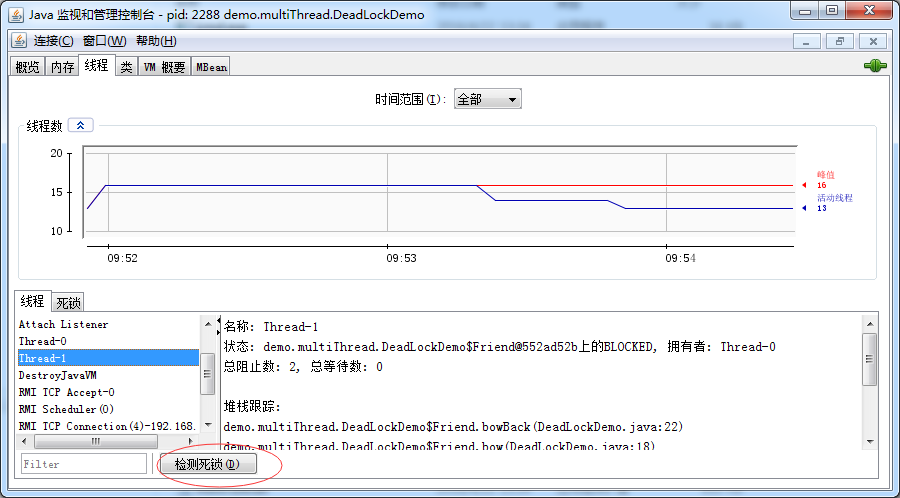 Java 监视和管理控制台 - pid: 2288 demo.multiThread.DeadLockDemo
连接(C) 窗口(W) 帮助(H)
概览 内存 线程 类 VM 概要 MBean
时间范围(I): 全部
线程数
20
15
10
峰值
16
活动线程
13
09:52 09:53 09:54
线程 死锁
Attach Listener
Thread-0
Thread-1
DestroyJavaVM
RMI TCP Accept-0
RMI Scheduler(0)
RMI TCP Connection(4)-192.168.
名称: Thread-1
状态: demo.multiThread.DeadLockDemo$Friend@552ad52b上的BLOCKED, 拥有者: Thread-0
总阻止数: 2, 总等待数: 0
堆栈跟踪:
demo.multiThread.DeadLockDemo$Friend.bowBack(DeadLockDemo.java:22)
demo.multiThread.DeadLockDemo$Friend.bow(DeadLockDemo.java:18)
Filter
检测死锁(D)